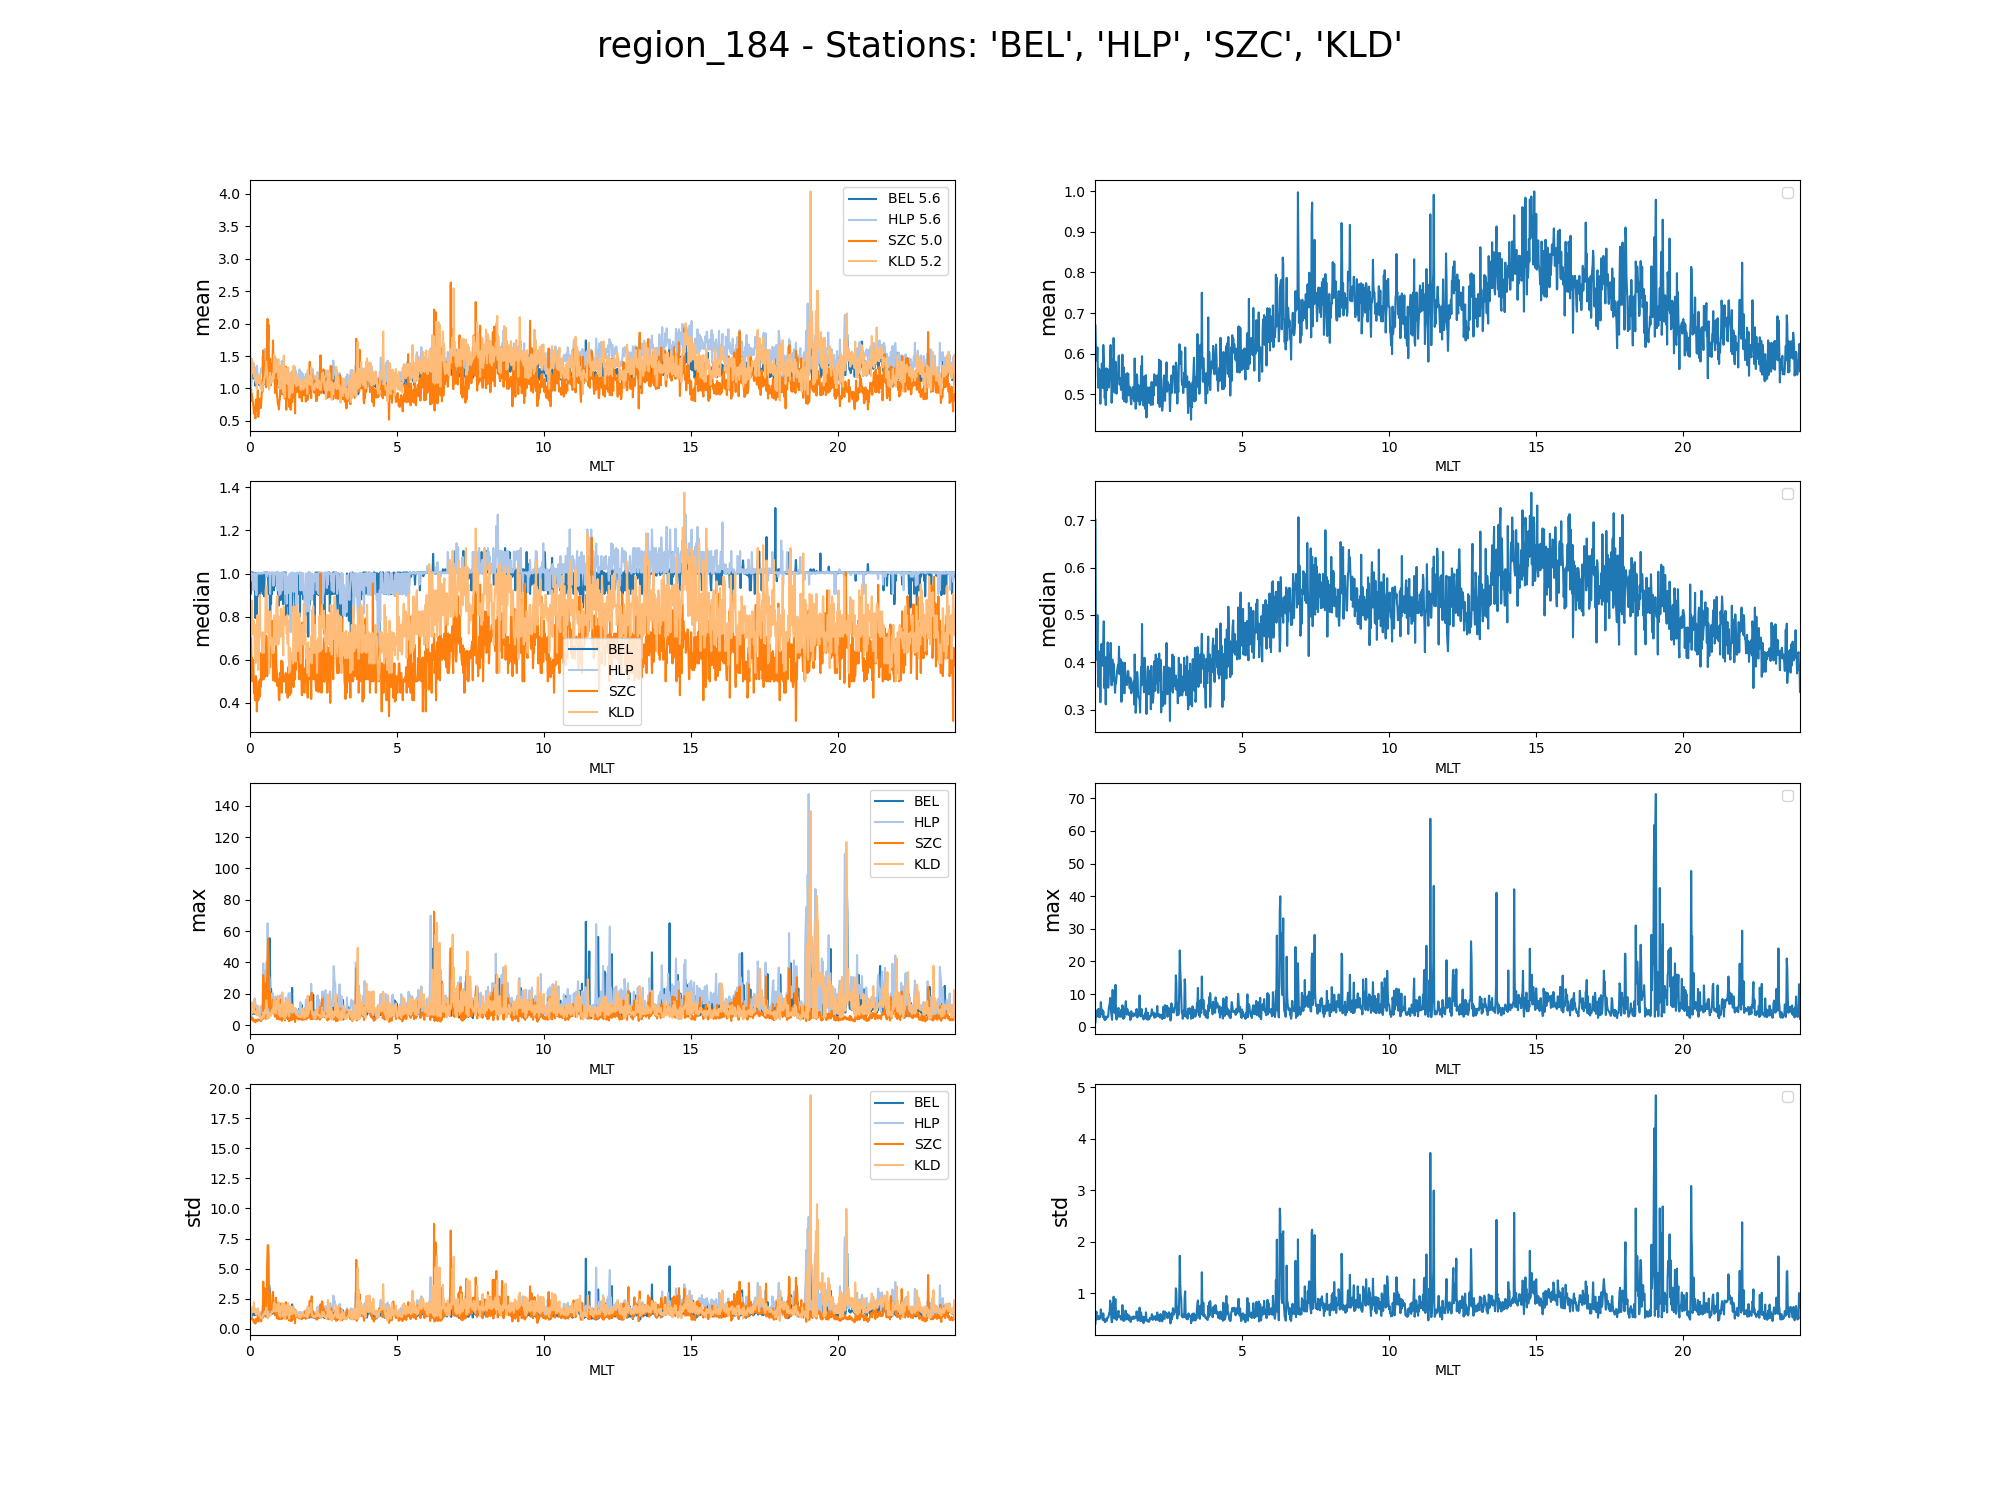 region_184 - Stations: 'BEL', 'HLP', 'SZC', 'KLD'
mean
4.0
3.5
3.0
2.5
2.0
1.5
1.0
0.5
BEL 5.6
HLP 5.6
SZC 5.0
KLD 5.2
0 5 10 15 20
MLT
mean
1.0
0.9
0.8
0.7
0.6
0.5
5 10 15 20
MLT
median
1.4
1.2
1.0
0.8
0.6
0.4
BEL
HLP
SZC
KLD
0 5 10 15 20
MLT
median
0.7
0.6
0.5
0.4
0.3
5 10 15 20
MLT
max
140
120
100
80
60
40
20
0
BEL
HLP
SZC
KLD
0 5 10 15 20
MLT
max
70
60
50
40
30
20
10
0
5 10 15 20
MLT
std
20.0
17.5
15.0
12.5
10.0
7.5
5.0
2.5
0.0
BEL
HLP
SZC
KLD
0 5 10 15 20
MLT
std
5
4
3
2
1
5 10 15 20
MLT